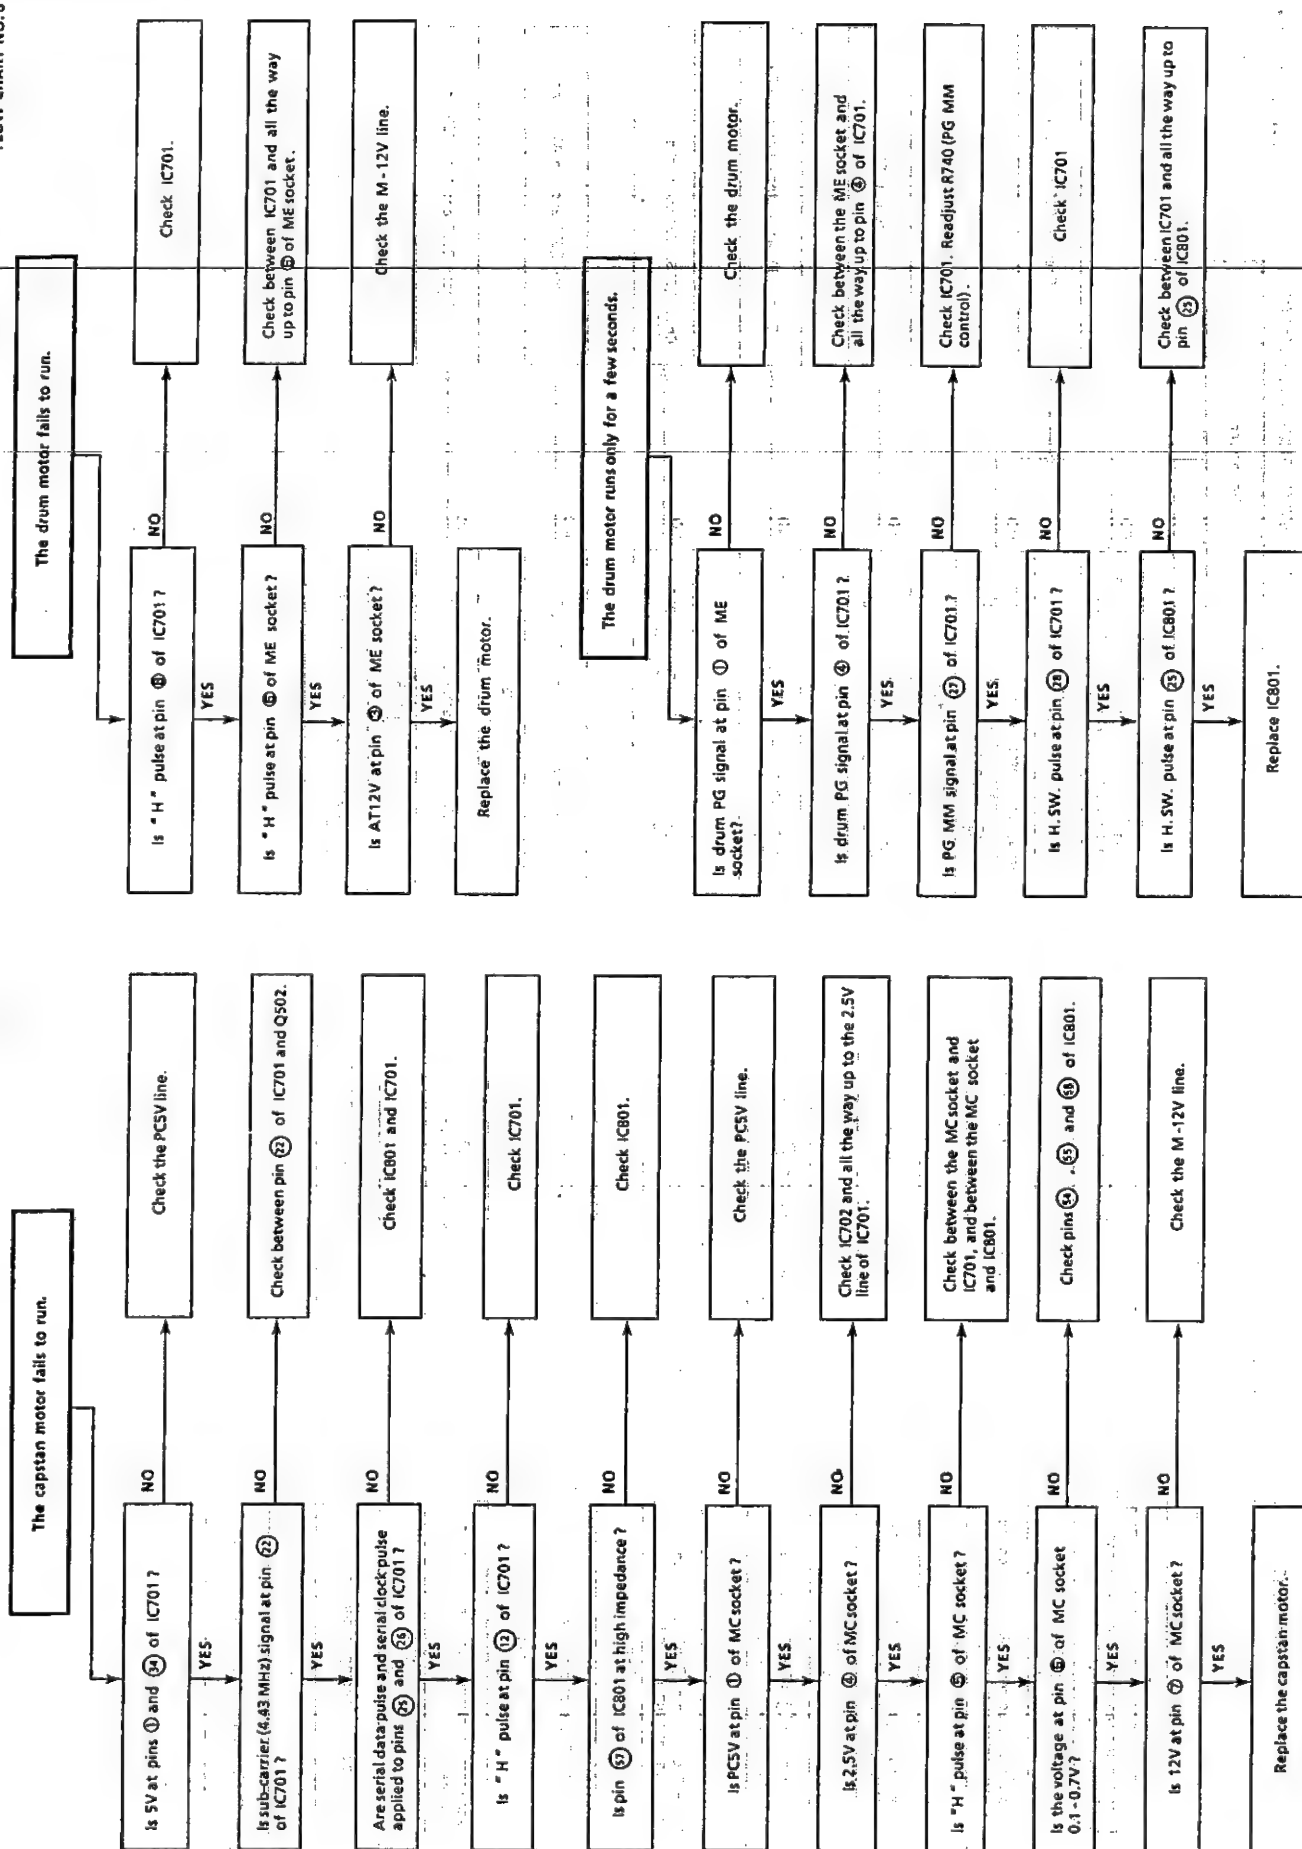 The capstan motor fails to run.
Is 5V at pins ① and ㉞ of IC701 ?
NO
Check the PC5V line.
YES
Is sub-carrier (4.43 MHz) signal at pin ㉒
of IC701 ?
NO
Check between pin ㉒ of IC701 and Q502.
YES
Are serial data pulse and serial clock pulse
applied to pins ㉕ and ㉖ of IC701 ?
NO
Check IC801 and IC701.
YES
Is "H" pulse at pin ⑫ of IC701 ?
NO
Check IC701.
YES
Is pin 57 of IC801 at high impedance ?
NO
Check IC801.
YES
Is PC5V at pin ① of MC socket ?
NO
Check the PC5V line.
YES
Is 2.5V at pin ④ of MC socket ?
NO
Check IC702 and all the way up to the 2.5V
line of IC701.
YES
Is "H" pulse at pin ⑤ of MC socket ?
NO
Check between the MC socket and
IC701, and between the MC socket
and IC801.
YES
Is the voltage at pin ⑥ of MC socket
0.1 - 0.7V ?
NO
Check pins 54 , 55 and of IC801.
YES
Is 12V at pin ⑦ of MC socket ?
NO
Check the M -12V line.
YES
Replace the capstan motor.
The drum motor fails to run.
Is "H" pulse at pin of IC701 ?
NO
Check IC701.
YES
Is "H" pulse at pin of ME socket ?
NO
Check between IC701 and all the way
up to pin of ME socket.
YES
Is AT12V at pin ③ of ME socket ?
NO
Check the M - 12V line.
YES
Replace the drum motor.
The drum motor runs only for a few seconds.
Is drum PG signal at pin ① of ME
socket?
NO
Check the drum motor.
YES
Is drum PG signal at pin ④ of IC701 ?
NO
Check between the ME socket and
all the way up to pin ④ of IC701.
YES
Is PG MM signal at pin ㉗ of IC701 ?
NO
Check IC701. Readjust R740 (PG MM
control).
YES
Is H. SW. pulse at pin ㉘ of IC701 ?
NO
Check IC701
YES
Is H. SW. pulse at pin ㉕ of IC801 ?
NO
Check between IC701 and all the way up to
pin ㉕ of IC801.
YES
Replace IC801.